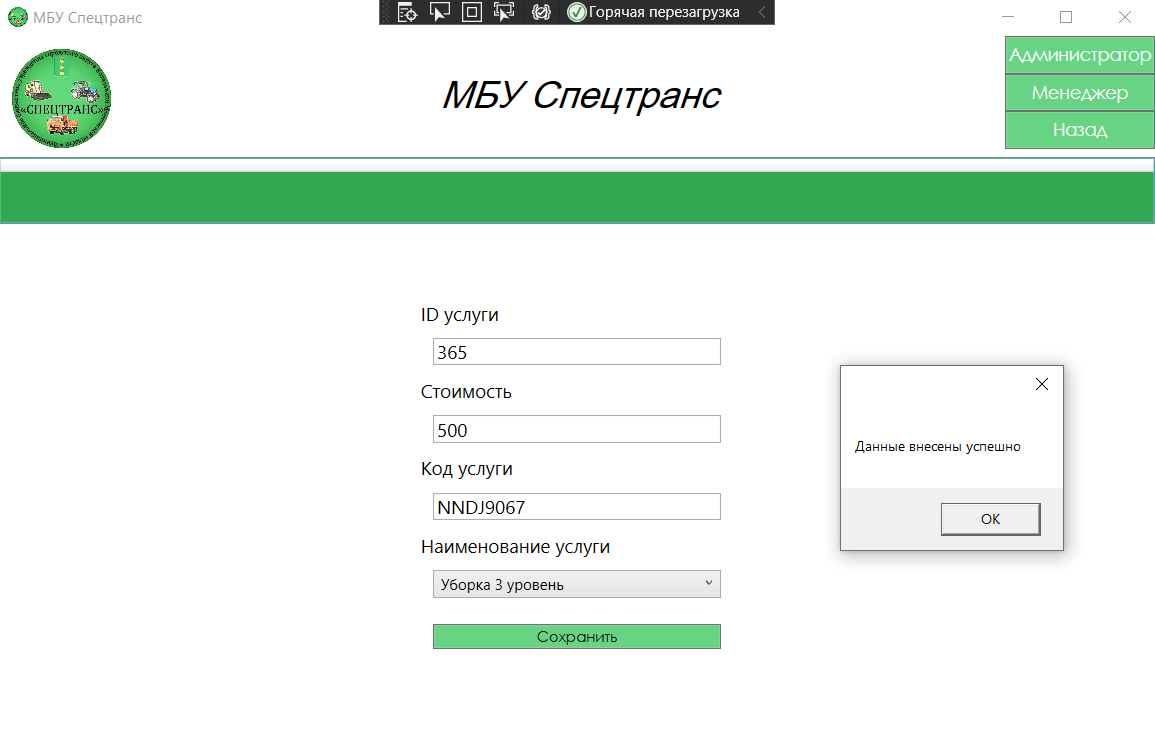 МБУ Спецтранс
Горячая перезагрузка
«СПЕЦТРАНС»
МБУ Спецтранс
Администратор
Менеджер
Назад
ID услуги
365
Стоимость
500
Код услуги
NNDJ9067
Наименование услуги
Уборка 3 уровень
Сохранить
Данные внесены успешно
OK